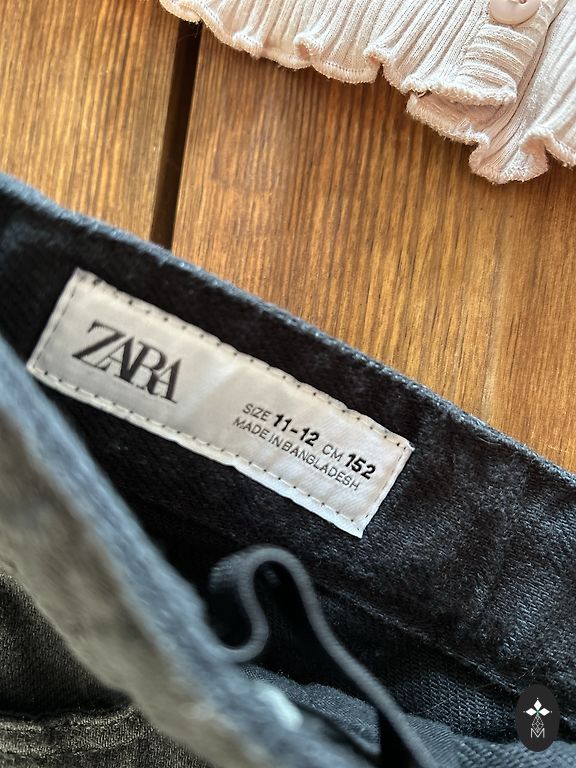 ZARA
SIZE 11-12 CM 152
MADE IN BANGLADESH
M